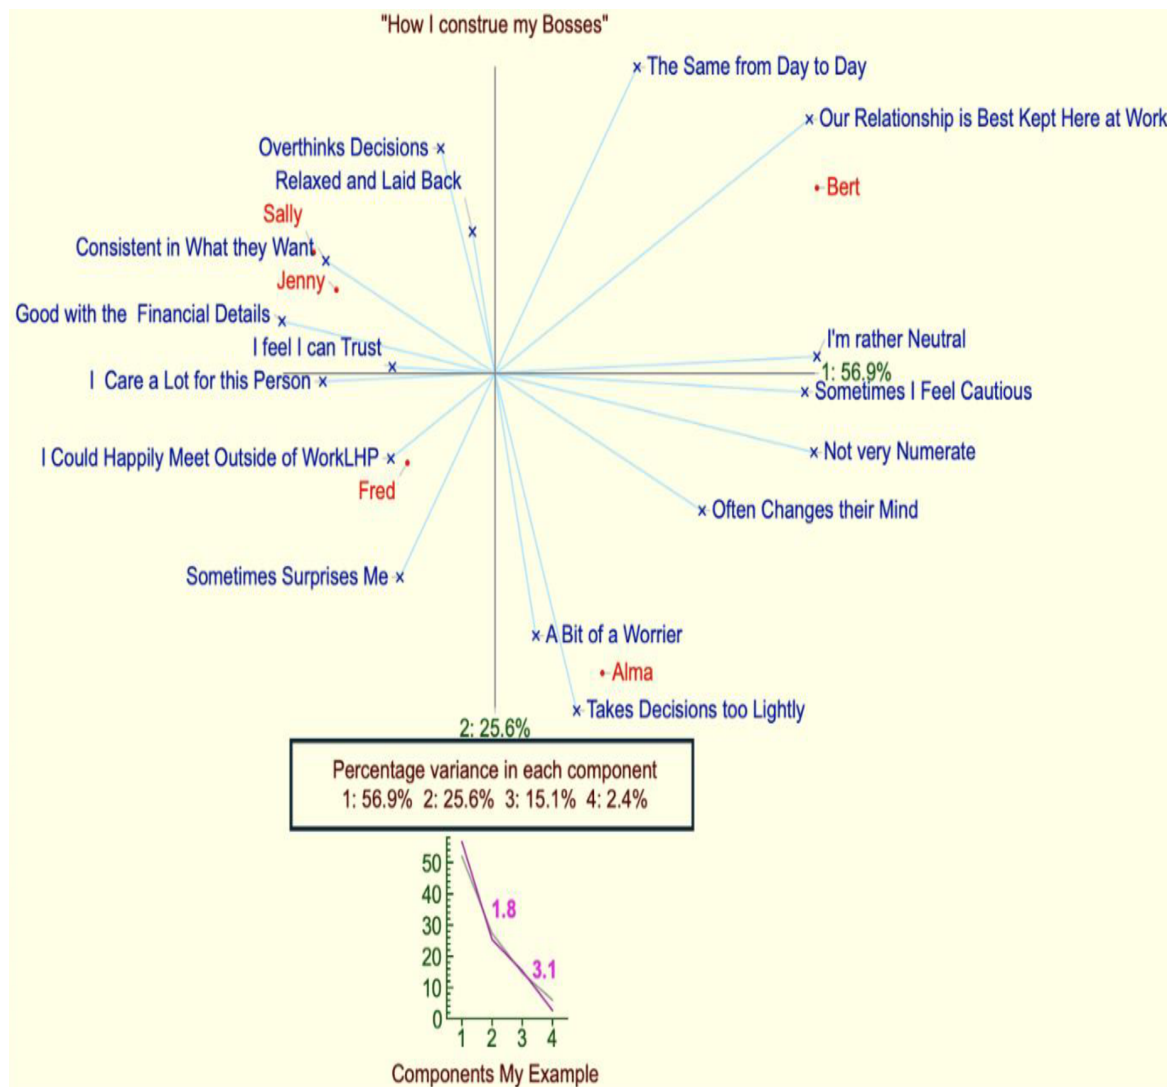 "How I construe my Bosses"
The Same from Day to Day
Our Relationship is Best Kept Here at Work
Overthinks Decisions
Relaxed and Laid Back
Bert
Sally
Consistent in What they Want
Jenny
Good with the Financial Details
I'm rather Neutral
I feel I can Trust
1: 56.9%
I Care a Lot for this Person
Sometimes I Feel Cautious
Not very Numerate
I Could Happily Meet Outside of WorkLHP
Fred
Often Changes their Mind
Sometimes Surprises Me
A Bit of a Worrier
Alma
Takes Decisions too Lightly
2: 25.6%
Percentage variance in each component
1: 56.9% 2: 25.6% 3: 15.1% 4: 2.4%
50
40
30
20
10
0
1.8
3.1
1 2 3 4
Components My Example